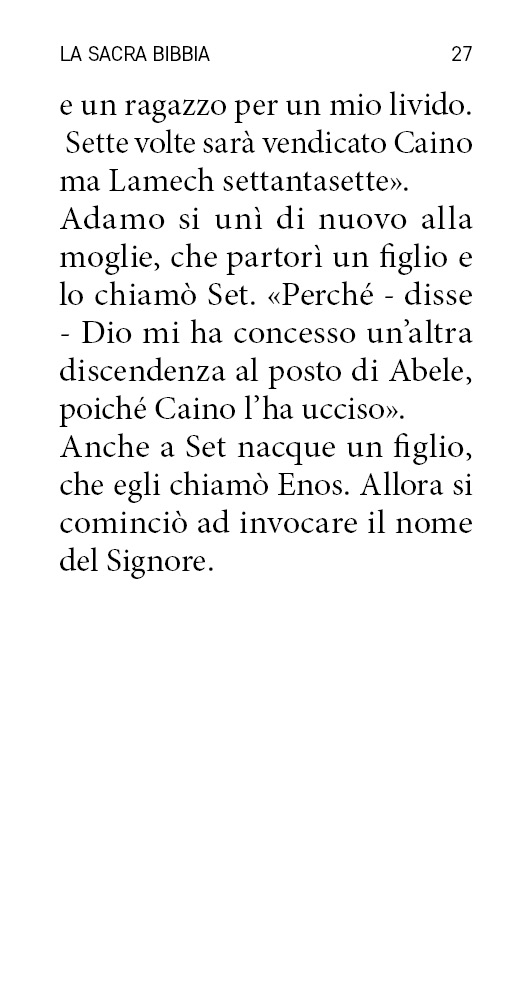 LA SACRA BIBBIA 27
e un ragazzo per un mio livido.
Sette volte sarà vendicato Caino
ma Lamech settantasette».
Adamo si unì di nuovo alla
moglie, che partorì un figlio e
lo chiamò Set. «Perché - disse
- Dio mi ha concesso un’altra
discendenza al posto di Abele,
poiché Caino l’ha ucciso».
Anche a Set nacque un figlio,
che egli chiamò Enos. Allora si
cominciò ad invocare il nome
del Signore.